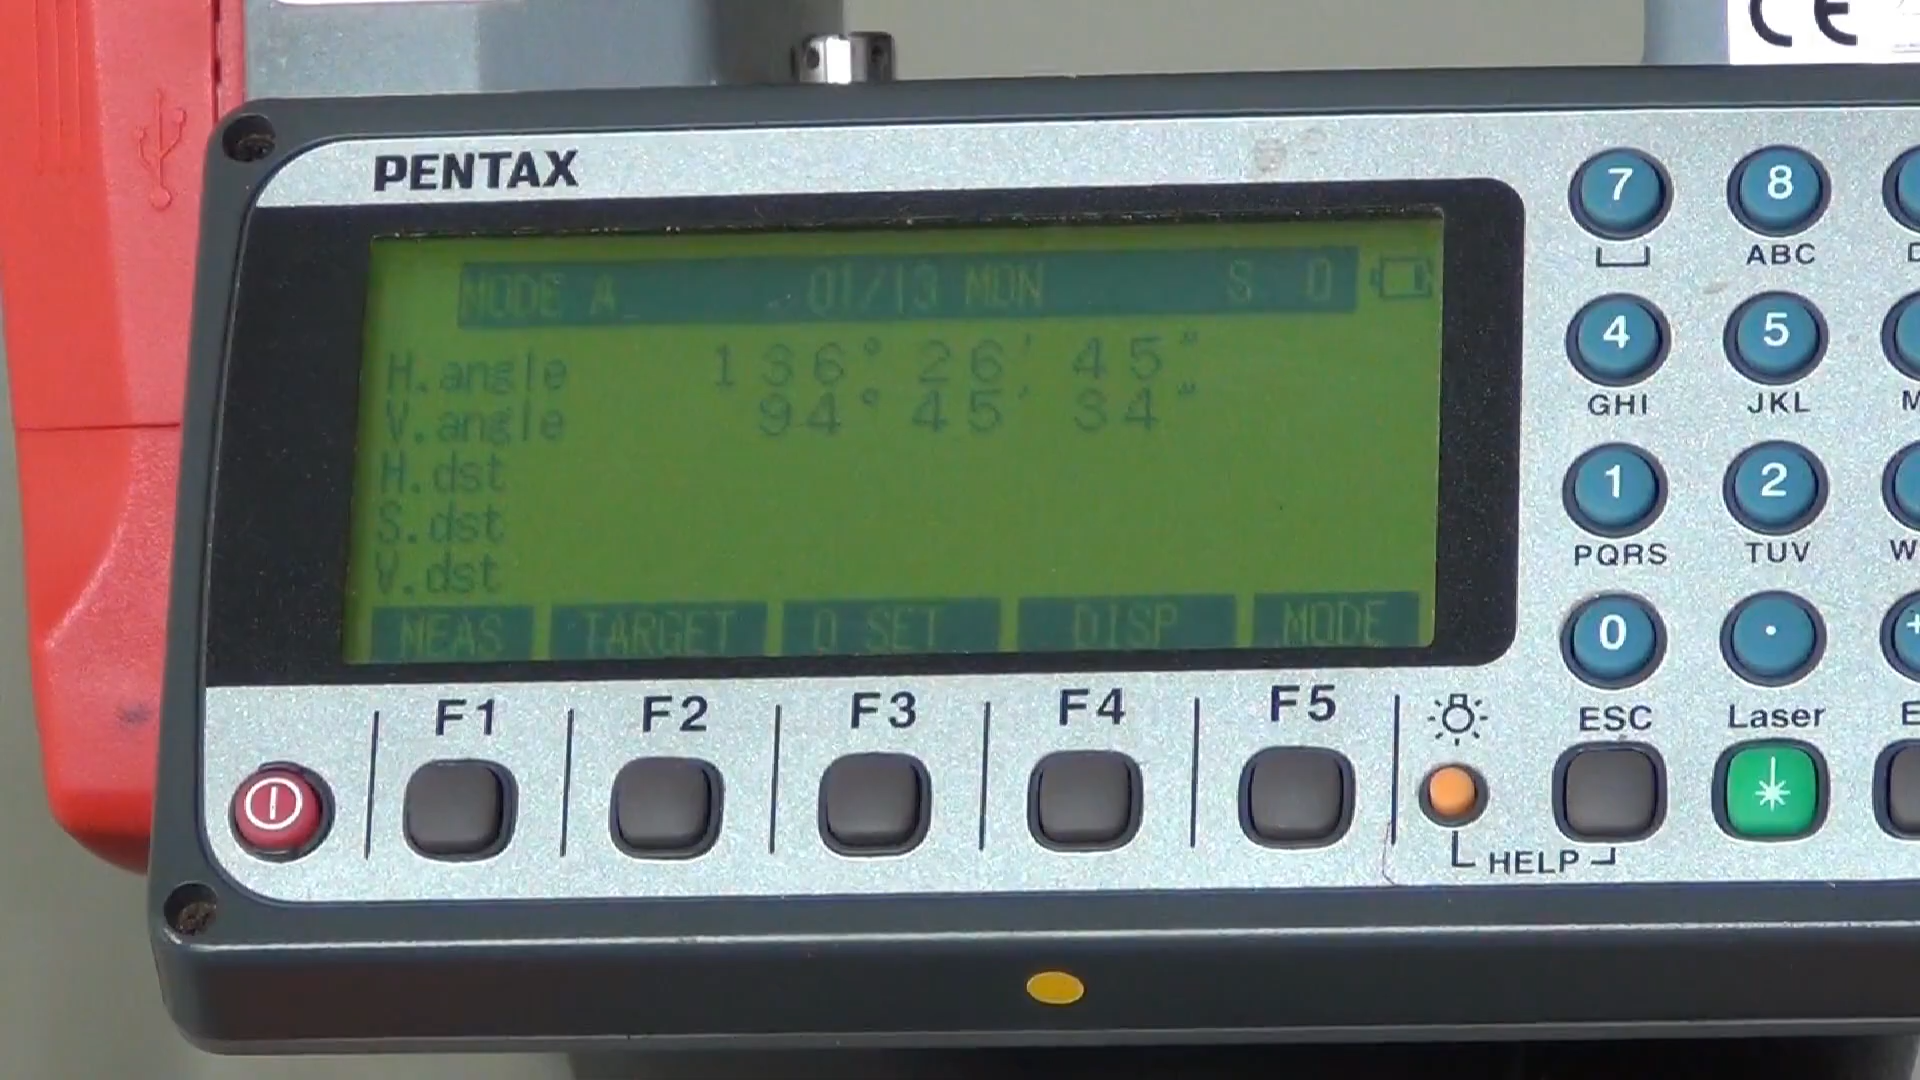 CE
PENTAX
MODE A 01/13 MON S 0
H.angle 136° 26' 45"
V.angle 94° 45' 34"
H.dst
S.dst
V.dst
MEAS TARGET 0 SET DISP MODE
F1 F2 F3 F4 F5
HELP
7 8
ABC
4 5
GHI JKL
1 2
PQRS TUV
0 .
ESC Laser